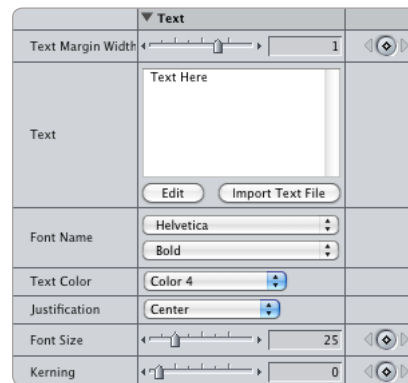 Text
Text Margin Width 1
Text Here
Text
Edit Import Text File
Helvetica
Font Name
Bold
Text Color Color 4
Justification Center
Font Size 25
Kerning 0